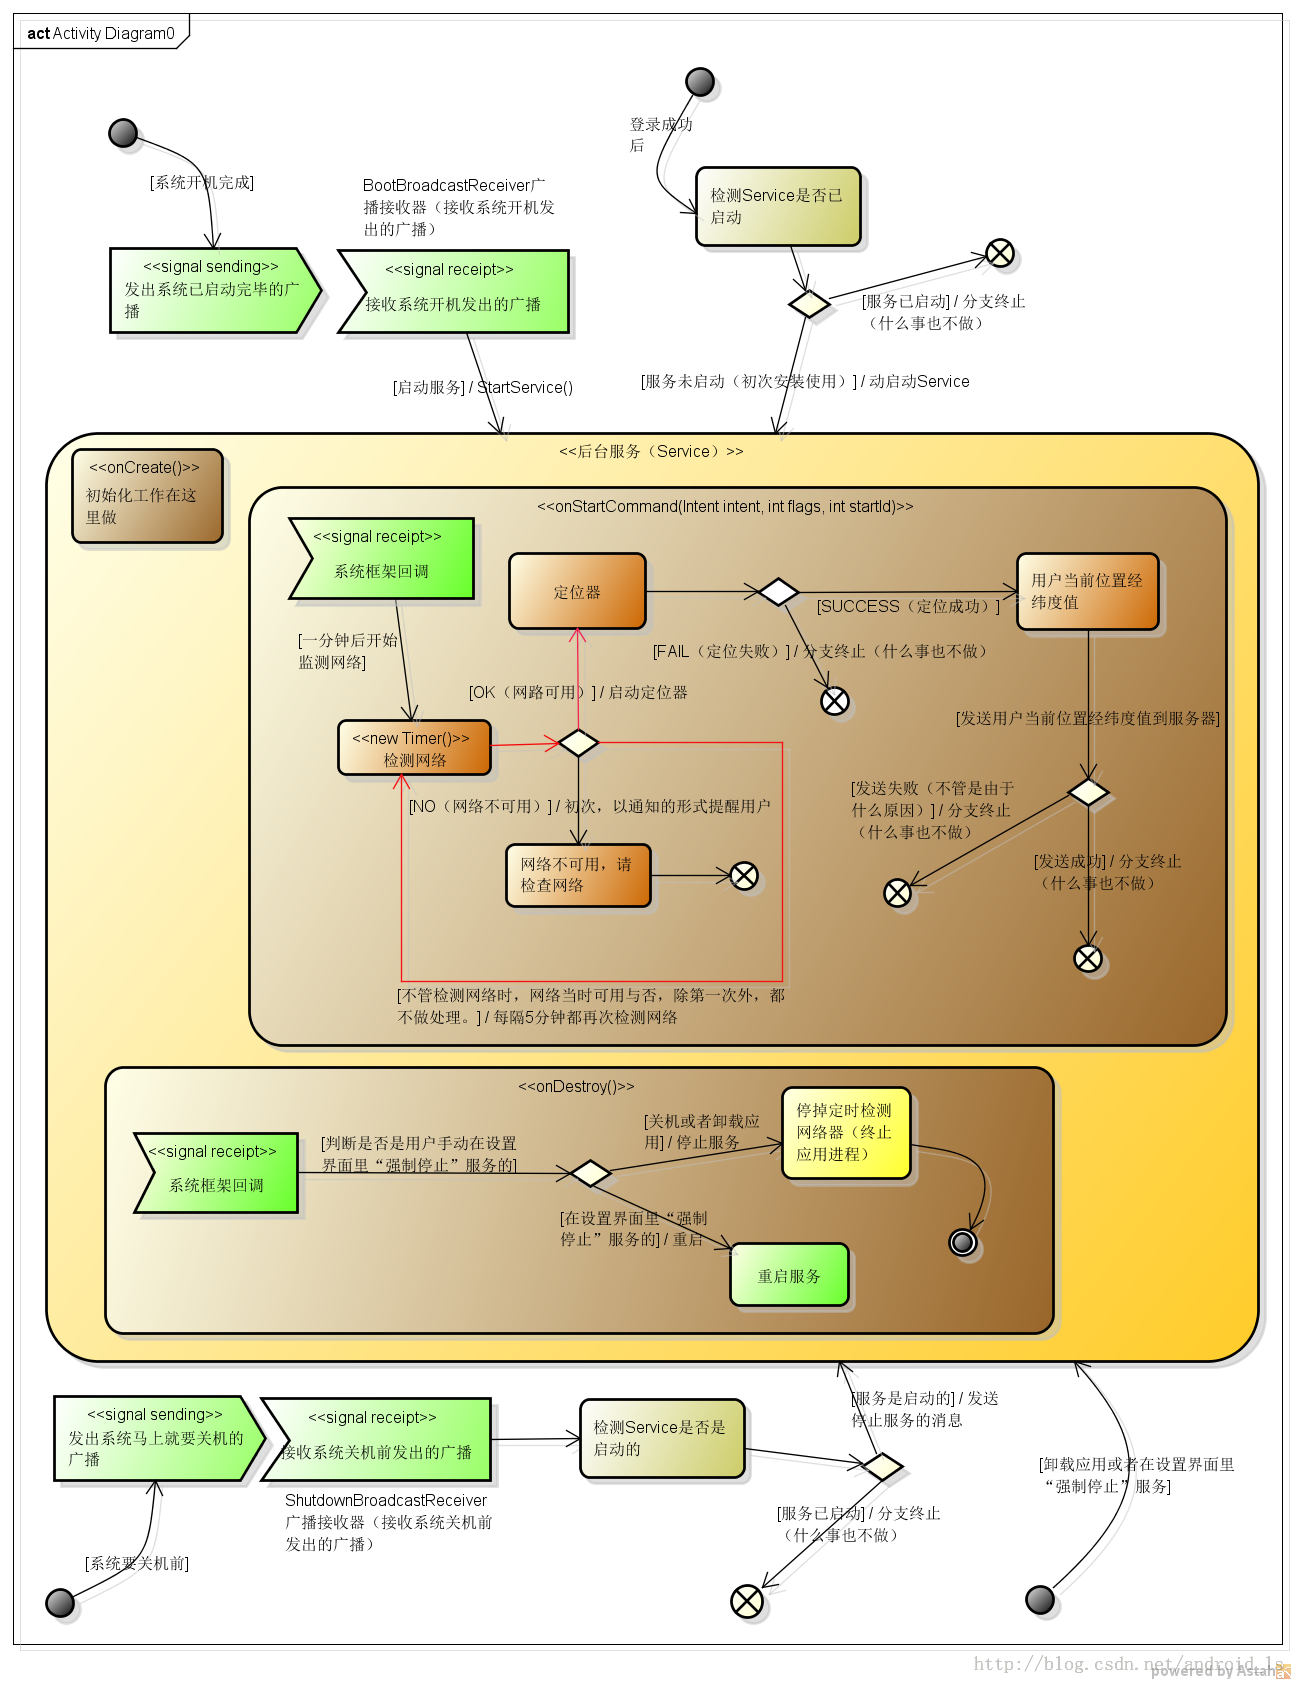 act Activity Diagram0
登录成功
后
[系统开机完成]
BootBroadcastReceiver广
播接收器（接收系统开机发
出的广播）
检测Service是否已
启动
<<signal sending>>
发出系统已启动完毕的广
播
<<signal receipt>>
接收系统开机发出的广播
[服务已启动] / 分支终止
（什么事也不做）
[启动服务] / StartService()
[服务未启动（初次安装使用）] / 动启动Service
<<后台服务（Service）>>
<<onCreate()>>
初始化工作在这
里做
<<onStartCommand(Intent intent, int flags, int startId)>>
<<signal receipt>>
系统框架回调
定位器
用户当前位置经
纬度值
[SUCCESS（定位成功）]
[一分钟后开始
监测网络]
[FAIL（定位失败）] / 分支终止（什么事也不做）
[OK（网路可用）] / 启动定位器
[发送用户当前位置经纬度值到服务器]
<<new Timer()>>
检测网络
[NO（网络不可用）] / 初次，以通知的形式提醒用户
[发送失败（不管是由于
什么原因）] / 分支终止
（什么事也不做）
网络不可用，请
检查网络
[发送成功] / 分支终止
（什么事也不做）
[不管检测网络时，网络当时可用与否，除第一次外，都
不做处理。] / 每隔5分钟都再次检测网络
<<onDestroy()>>
<<signal receipt>>
系统框架回调
[判断是否是用户手动在设置
界面里“强制停止”服务的]
[关机或者卸载应
用] / 停止服务
停掉定时检测
网络器（终止
应用进程）
[在设置界面里“强制
停止”服务的] / 重启
重启服务
<<signal sending>>
发出系统马上就要关机的
广播
<<signal receipt>>
接收系统关机前发出的广播
检测Service是否是
启动的
[服务是启动的] / 发送
停止服务的消息
[卸载应用或者在设置界面里
“强制停止”服务]
ShutdownBroadcastReceiver
广播接收器（接收系统关机前
发出的广播）
[服务已启动] / 分支终止
（什么事也不做）
[系统要关机前]
http://blog.csdn.net/android_ls
powered by Astah